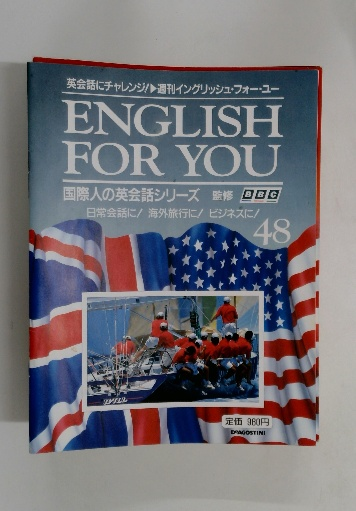 英会話にチャレンジ!▶週刊イングリッシュ・フォー・ユー
ENGLISH
FOR YOU
国際人の英会話シリーズ 監修 BBC
日常会話に! 海外旅行に! ビジネスに!
48
定価 980円
DeAGOSTINI